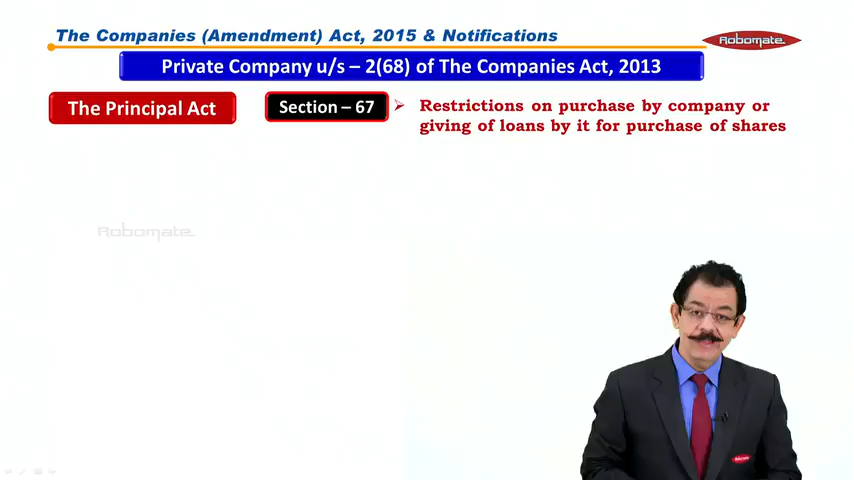 The Companies (Amendment) Act, 2015 & Notifications
Robomate
Private Company u/s – 2(68) of The Companies Act, 2013
The Principal Act
Section – 67
Restrictions on purchase by company or
giving of loans by it for purchase of shares
Robomate